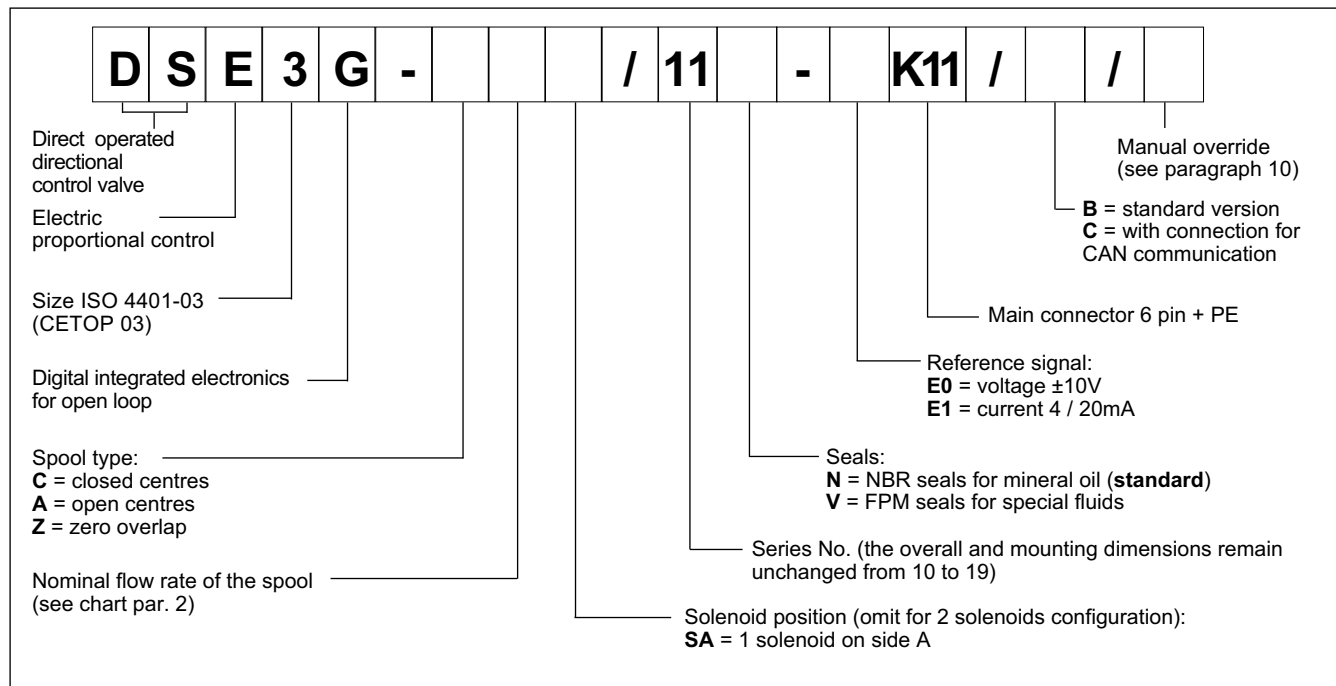 D S E 3 G - / 11 - K11 / /
Direct operated
directional
control valve
Electric
proportional control
Size ISO 4401-03
(CETOP 03)
Digital integrated electronics
for open loop
Spool type:
C = closed centres
A = open centres
Z = zero overlap
Nominal flow rate of the spool
(see chart par. 2)
Manual override
(see paragraph 10)
B = standard version
C = with connection for
CAN communication
Main connector 6 pin + PE
Reference signal:
E0 = voltage ±10V
E1 = current 4 / 20mA
Seals:
N = NBR seals for mineral oil (standard)
V = FPM seals for special fluids
Series No. (the overall and mounting dimensions remain
unchanged from 10 to 19)
Solenoid position (omit for 2 solenoids configuration):
SA = 1 solenoid on side A